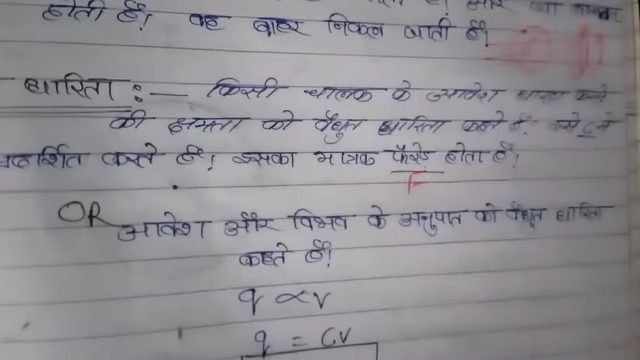 होती है। वह बाहर निकल जाती है।
धारिता :— किसी चालक के आवेश धारण करने
की क्षमता को वैद्युत धारिता कहते है। इसे C से
प्रदर्शित करते है। इसका मात्रक फैरडे होता है।
F
OR आवेश और विभव के अनुपात को वैद्युत धारिता
कहते है।
q ∝ V
q = CV